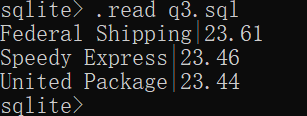 sqlite> .read q3.sql
Federal Shipping|23.61
Speedy Express|23.46
United Package|23.44
sqlite>